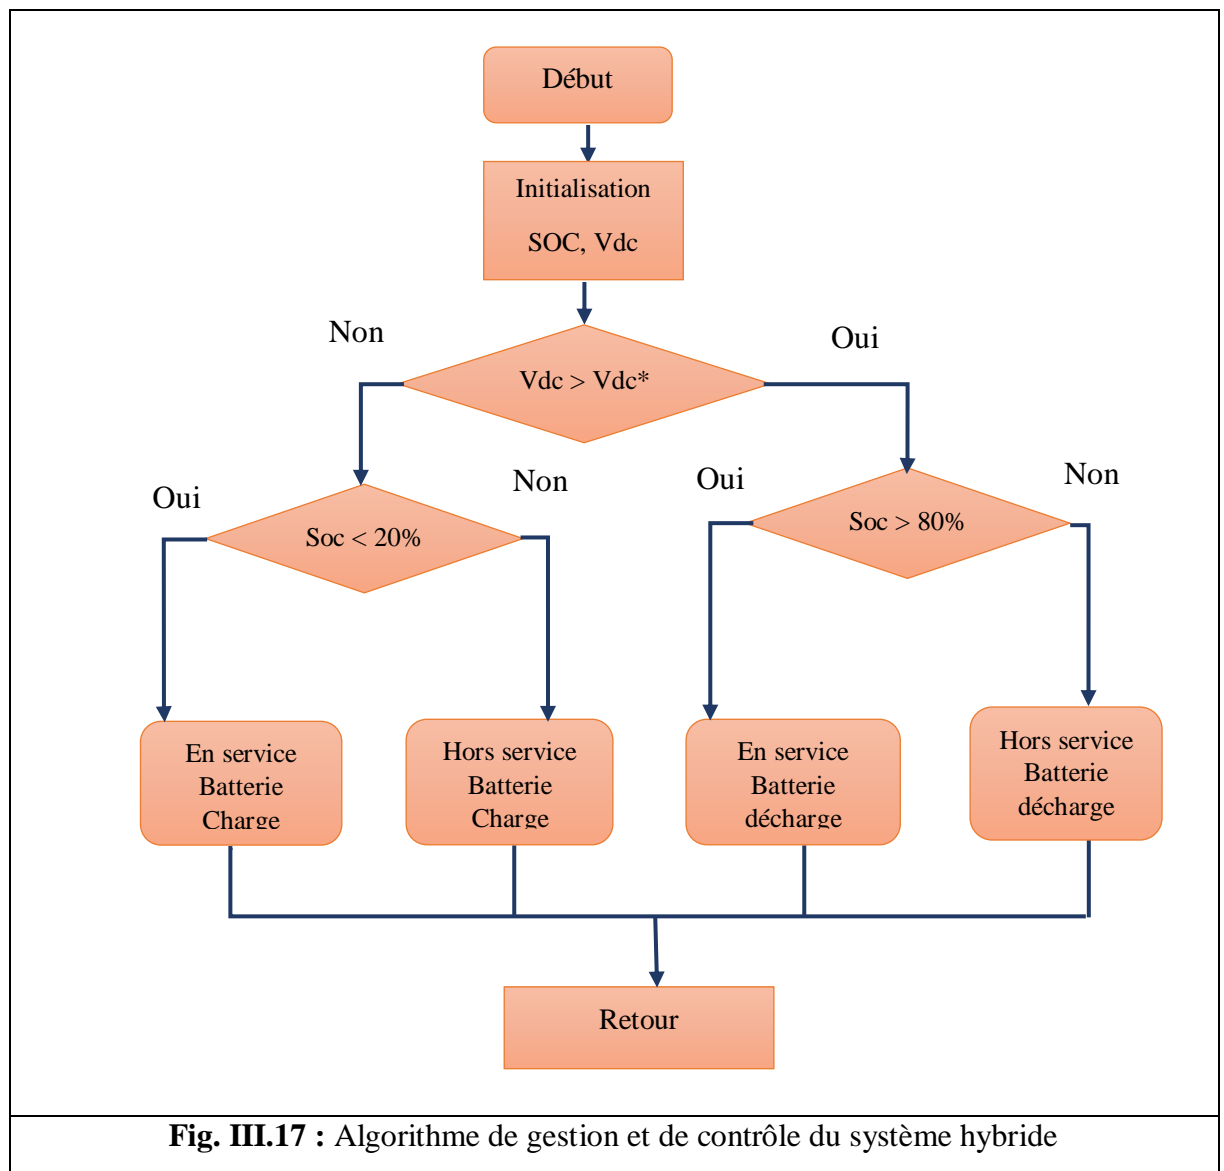 Début
Initialisation
SOC, Vdc
Non
Oui
Vdc > Vdc*
Oui
Non
Oui
Non
Soc < 20%
Soc > 80%
En service
Batterie
Charge
Hors service
Batterie
Charge
En service
Batterie
décharge
Hors service
Batterie
décharge
Retour
Fig. III.17 : Algorithme de gestion et de contrôle du système hybride